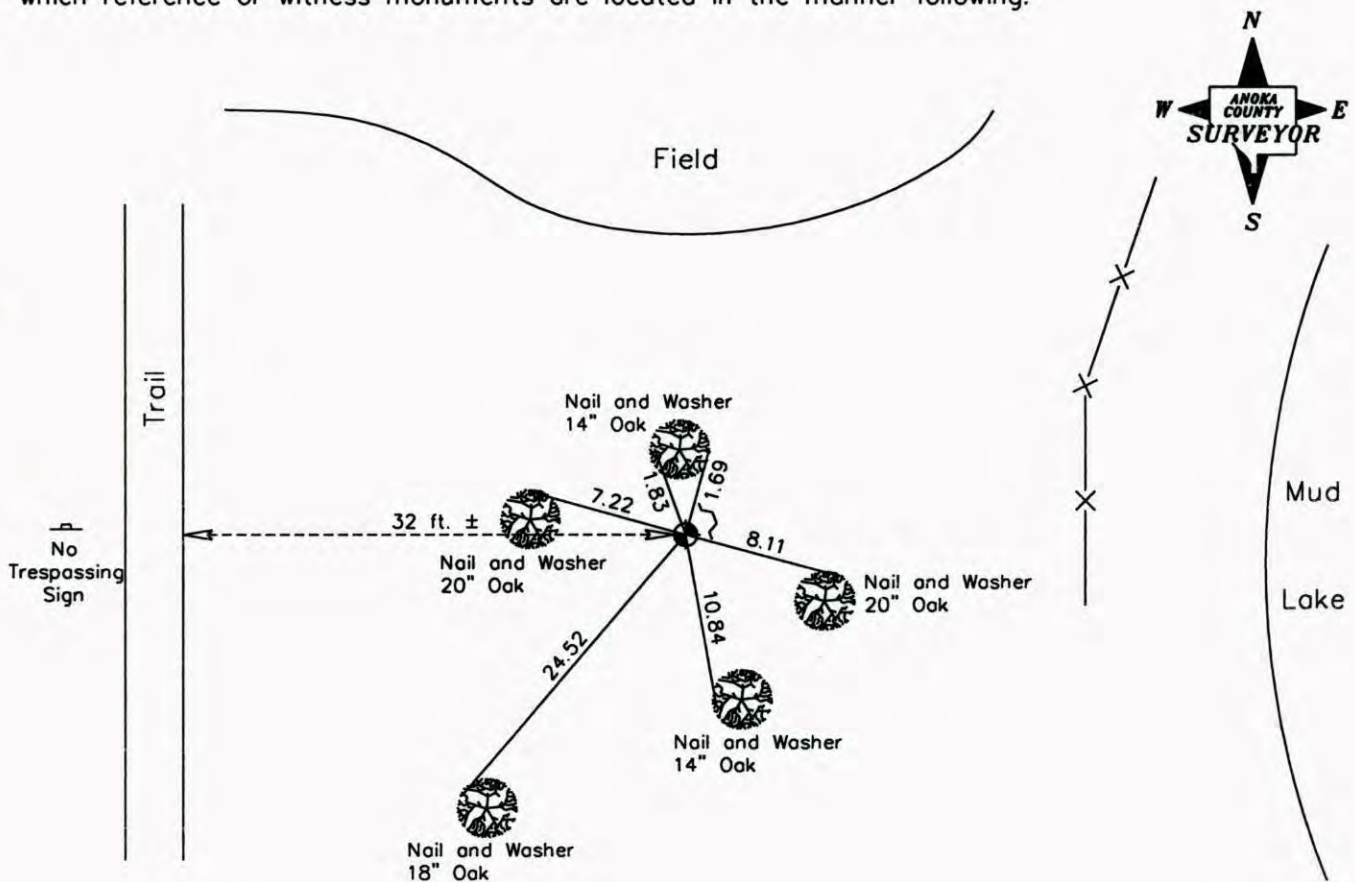 which reference or witness monuments are located in the manner following:
N
W
ANOKA
COUNTY
E
SURVEYOR
S
Field
Trail
Nail and Washer
14" Oak
1.83
1.69
7.22
32 ft. ±
8.11
Nail and Washer
20" Oak
Nail and Washer
20" Oak
No
Trespassing
Sign
Mud
Lake
10.84
24.52
Nail and Washer
14" Oak
Nail and Washer
18" Oak